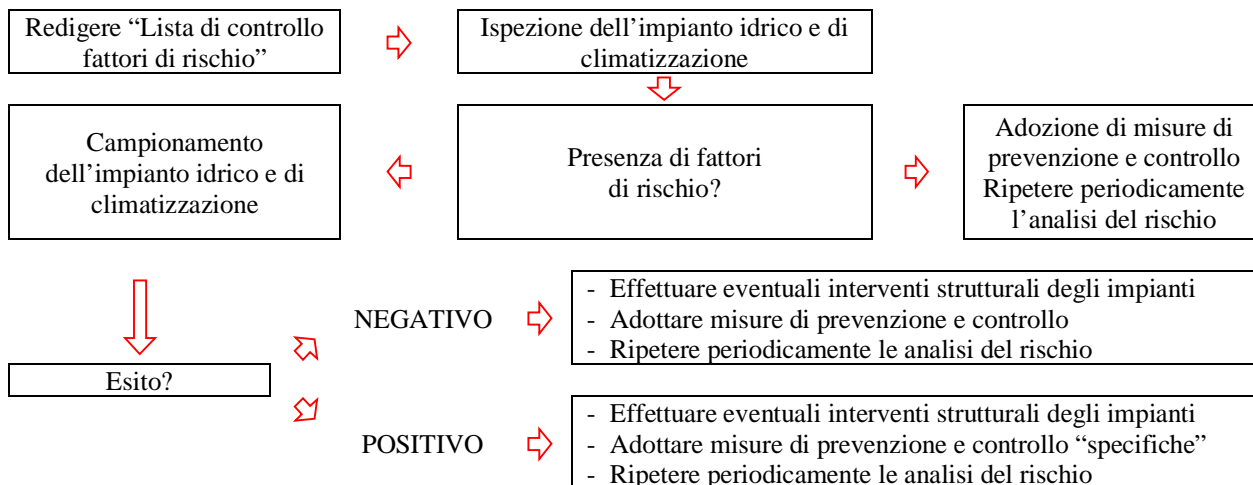 Redigere “Lista di controllo
fattori di rischio”
Ispezione dell’impianto idrico e di
climatizzazione
Campionamento
dell’impianto idrico e di
climatizzazione
Presenza di fattori
di rischio?
Adozione di misure di
prevenzione e controllo
Ripetere periodicamente
l’analisi del rischio
Esito?
NEGATIVO
- Effettuare eventuali interventi strutturali degli impianti
- Adottare misure di prevenzione e controllo
- Ripetere periodicamente le analisi del rischio
POSITIVO
- Effettuare eventuali interventi strutturali degli impianti
- Adottare misure di prevenzione e controllo “specifiche”
- Ripetere periodicamente le analisi del rischio